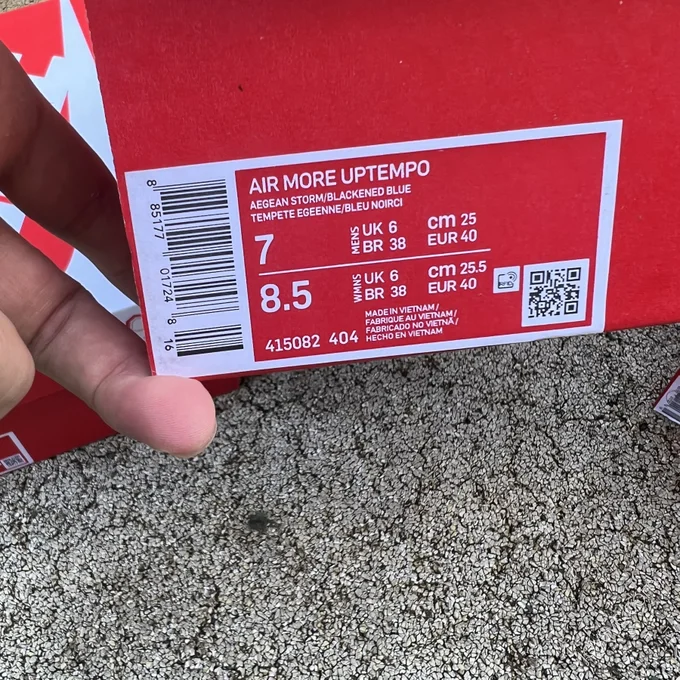 AIR MORE UPTEMPO
AEGEAN STORM/BLACKENED BLUE
TEMPETE EGEENNE/BLEU NOIRCI
7 MENS UK 6 cm 25
BR 38 EUR 40
8.5 WMNS UK 6 cm 25.5
BR 38 EUR 40
MADE IN VIETNAM/
FABRIQUE AU VIETNAM/
FABRICADO NO VIETNÃ/
HECHO EN VIETNAM
415082 404
8 85177 01724 8 16
RFID